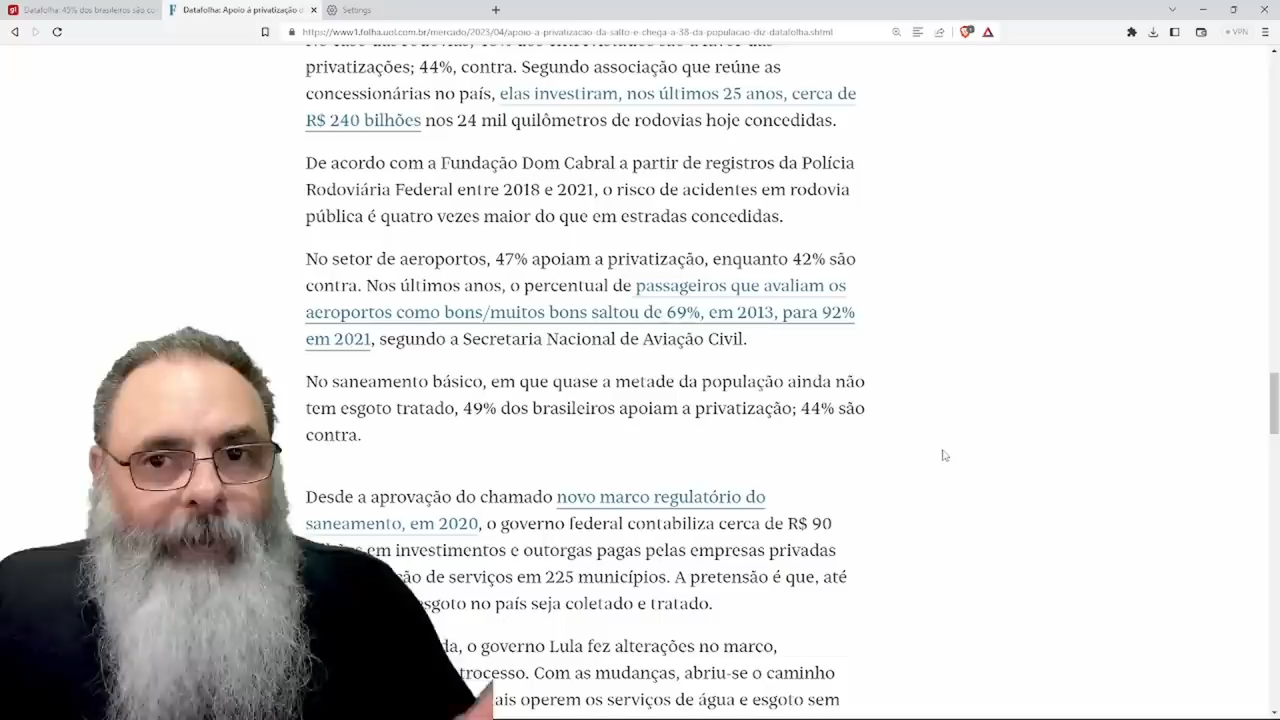 Datafolha: 45% dos brasileiros são co
Datafolha: Apoio à privatização d
Settings
https://www1.folha.uol.com.br/mercado/2023/04/apoio-a-privatizacao-da-salto-e-chega-a-38-da-populacao-diz-datafolha.shtml
VPN
privatizações; 44%, contra. Segundo associação que reúne as
concessionárias no país, elas investiram, nos últimos 25 anos, cerca de
R$ 240 bilhões nos 24 mil quilômetros de rodovias hoje concedidas.
De acordo com a Fundação Dom Cabral a partir de registros da Polícia
Rodoviária Federal entre 2018 e 2021, o risco de acidentes em rodovia
pública é quatro vezes maior do que em estradas concedidas.
No setor de aeroportos, 47% apoiam a privatização, enquanto 42% são
contra. Nos últimos anos, o percentual de passageiros que avaliam os
aeroportos como bons/muitos bons saltou de 69%, em 2013, para 92%
em 2021, segundo a Secretaria Nacional de Aviação Civil.
No saneamento básico, em que quase a metade da população ainda não
tem esgoto tratado, 49% dos brasileiros apoiam a privatização; 44% são
contra.
Desde a aprovação do chamado novo marco regulatório do
saneamento, em 2020, o governo federal contabiliza cerca de R$ 90
em investimentos e outorgas pagas pelas empresas privadas
de serviços em 225 municípios. A pretensão é que, até
esgoto no país seja coletado e tratado.
o governo Lula fez alterações no marco,
Com as mudanças, abriu-se o caminho
operem os serviços de água e esgoto sem